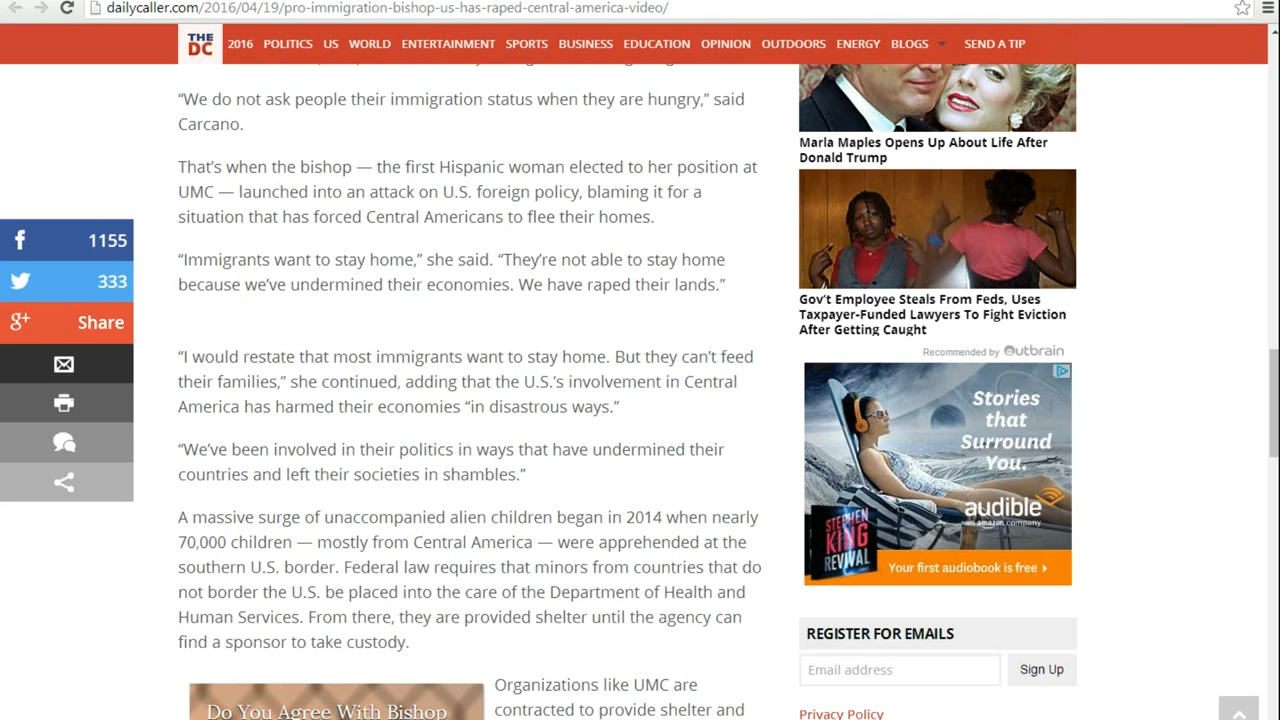 dailycaller.com/2016/04/19/pro-immigration-bishop-us-has-raped-central-america-video/
THE DC
2016 POLITICS US WORLD ENTERTAINMENT SPORTS BUSINESS EDUCATION OPINION OUTDOORS ENERGY BLOGS SEND A TIP
“We do not ask people their immigration status when they are hungry,” said
Carcano.
That’s when the bishop — the first Hispanic woman elected to her position at
UMC — launched into an attack on U.S. foreign policy, blaming it for a
situation that has forced Central Americans to flee their homes.
“Immigrants want to stay home,” she said. “They’re not able to stay home
because we’ve undermined their economies. We have raped their lands.”
“I would restate that most immigrants want to stay home. But they can’t feed
their families,” she continued, adding that the U.S.’s involvement in Central
America has harmed their economies “in disastrous ways.”
“We’ve been involved in their politics in ways that have undermined their
countries and left their societies in shambles.”
A massive surge of unaccompanied alien children began in 2014 when nearly
70,000 children — mostly from Central America — were apprehended at the
southern U.S. border. Federal law requires that minors from countries that do
not border the U.S. be placed into the care of the Department of Health and
Human Services. From there, they are provided shelter until the agency can
find a sponsor to take custody.
Do You Agree With Bishop
Organizations like UMC are
contracted to provide shelter and
1155
333
g+ Share
Marla Maples Opens Up About Life After
Donald Trump
Gov’t Employee Steals From Feds, Uses
Taxpayer-Funded Lawyers To Fight Eviction
After Getting Caught
Recommended by Outbrain
Stories
that
Surround
You.
audible
an amazon company
STEPHEN
KING
REVIVAL
Your first audiobook is free
REGISTER FOR EMAILS
Email address
Sign Up
Privacy Policy